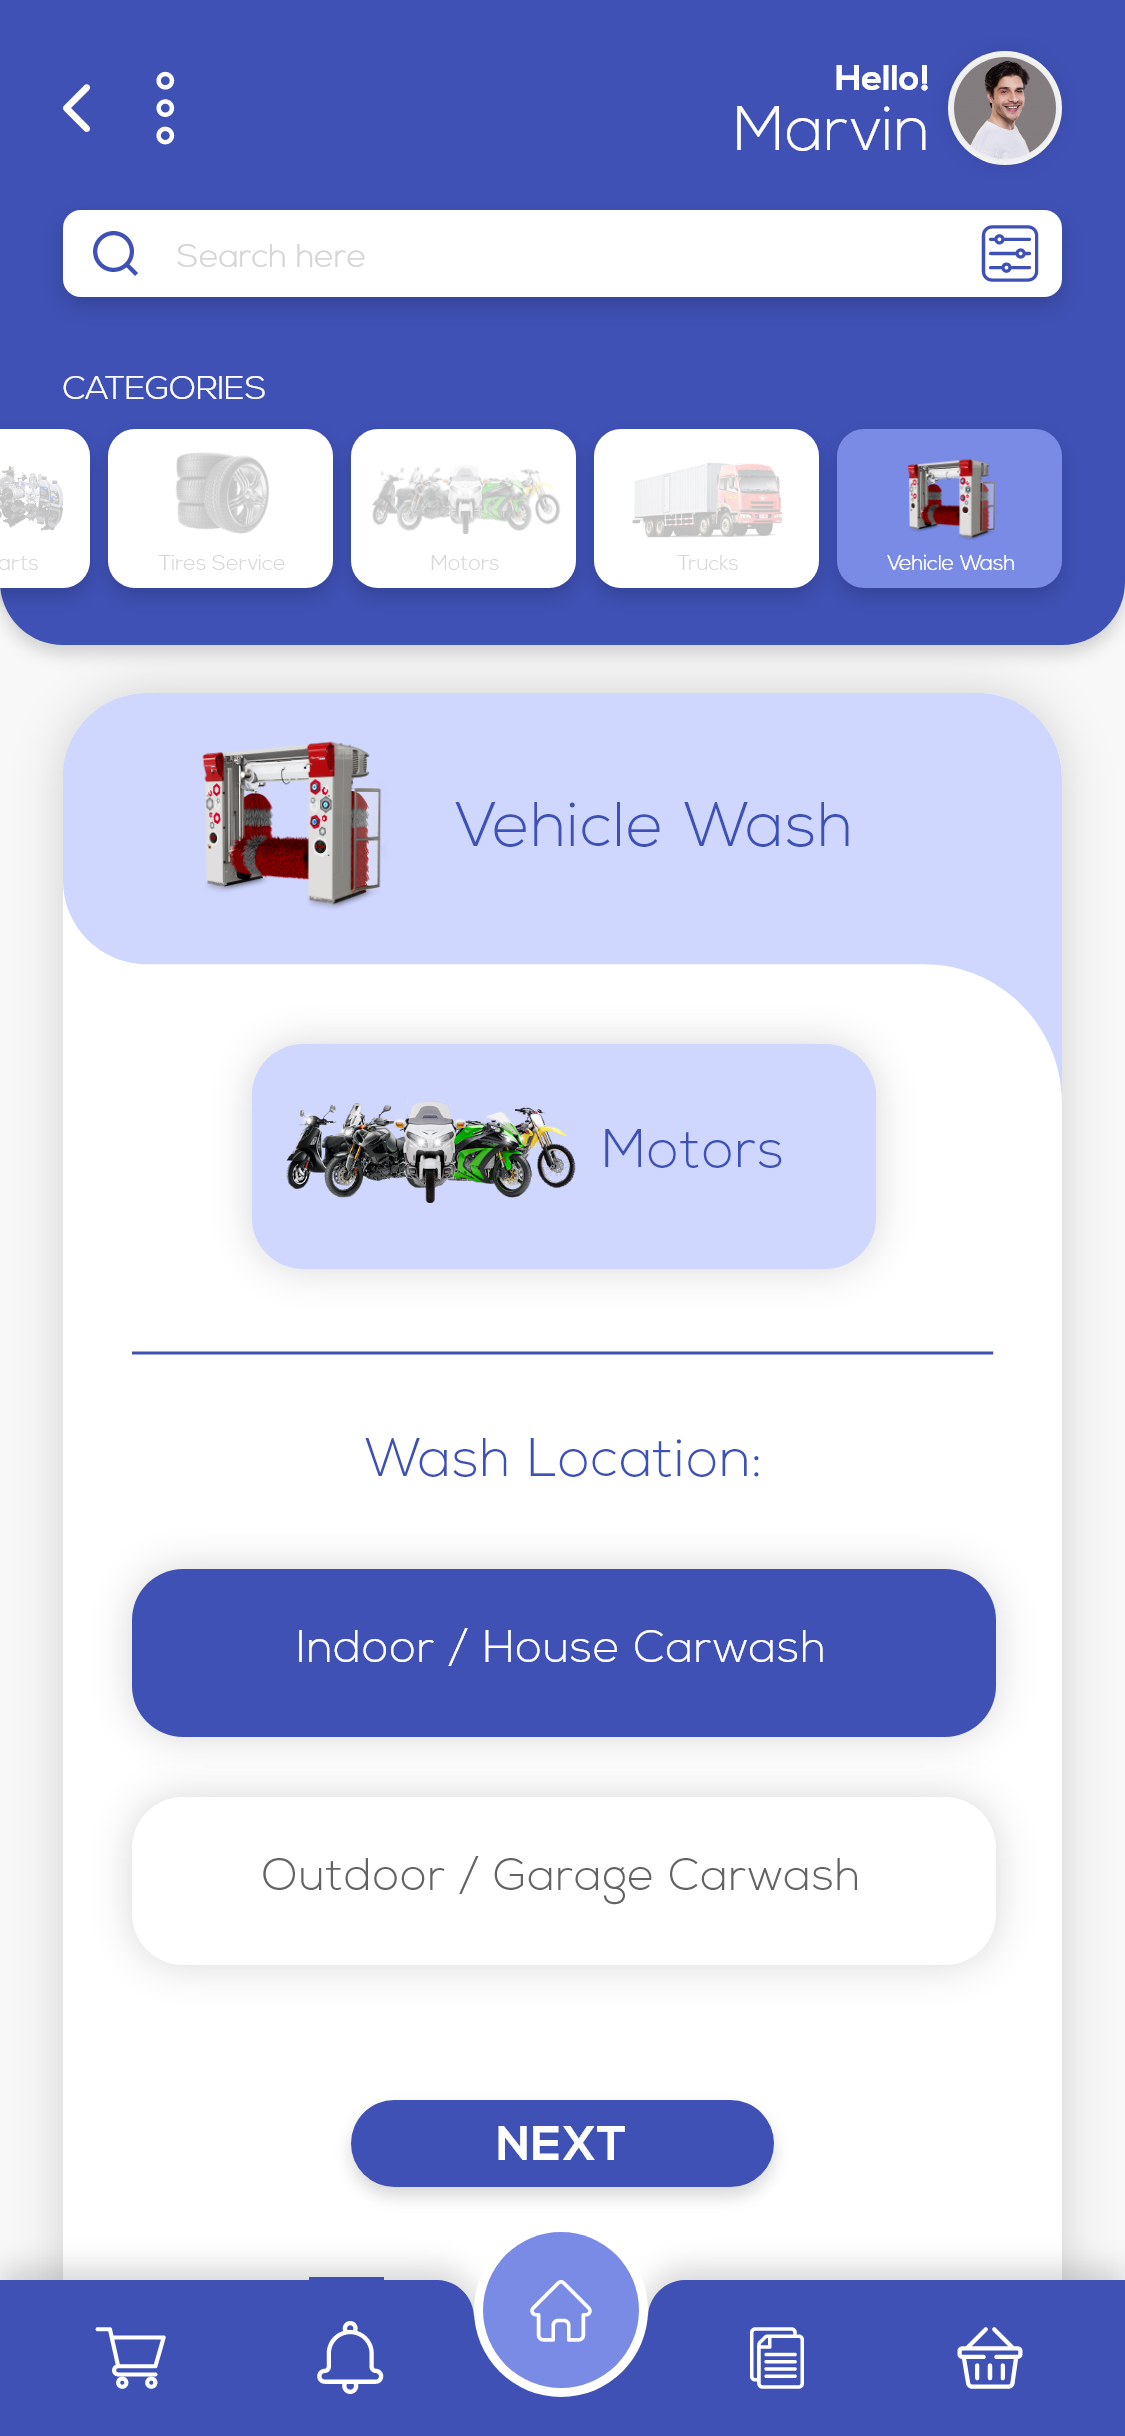 Hello!
Marvin
Search here
CATEGORIES
arts
Tires Service
Motors
Trucks
Vehicle Wash
Vehicle Wash
Motors
Wash Location:
Indoor / House Carwash
Outdoor / Garage Carwash
NEXT